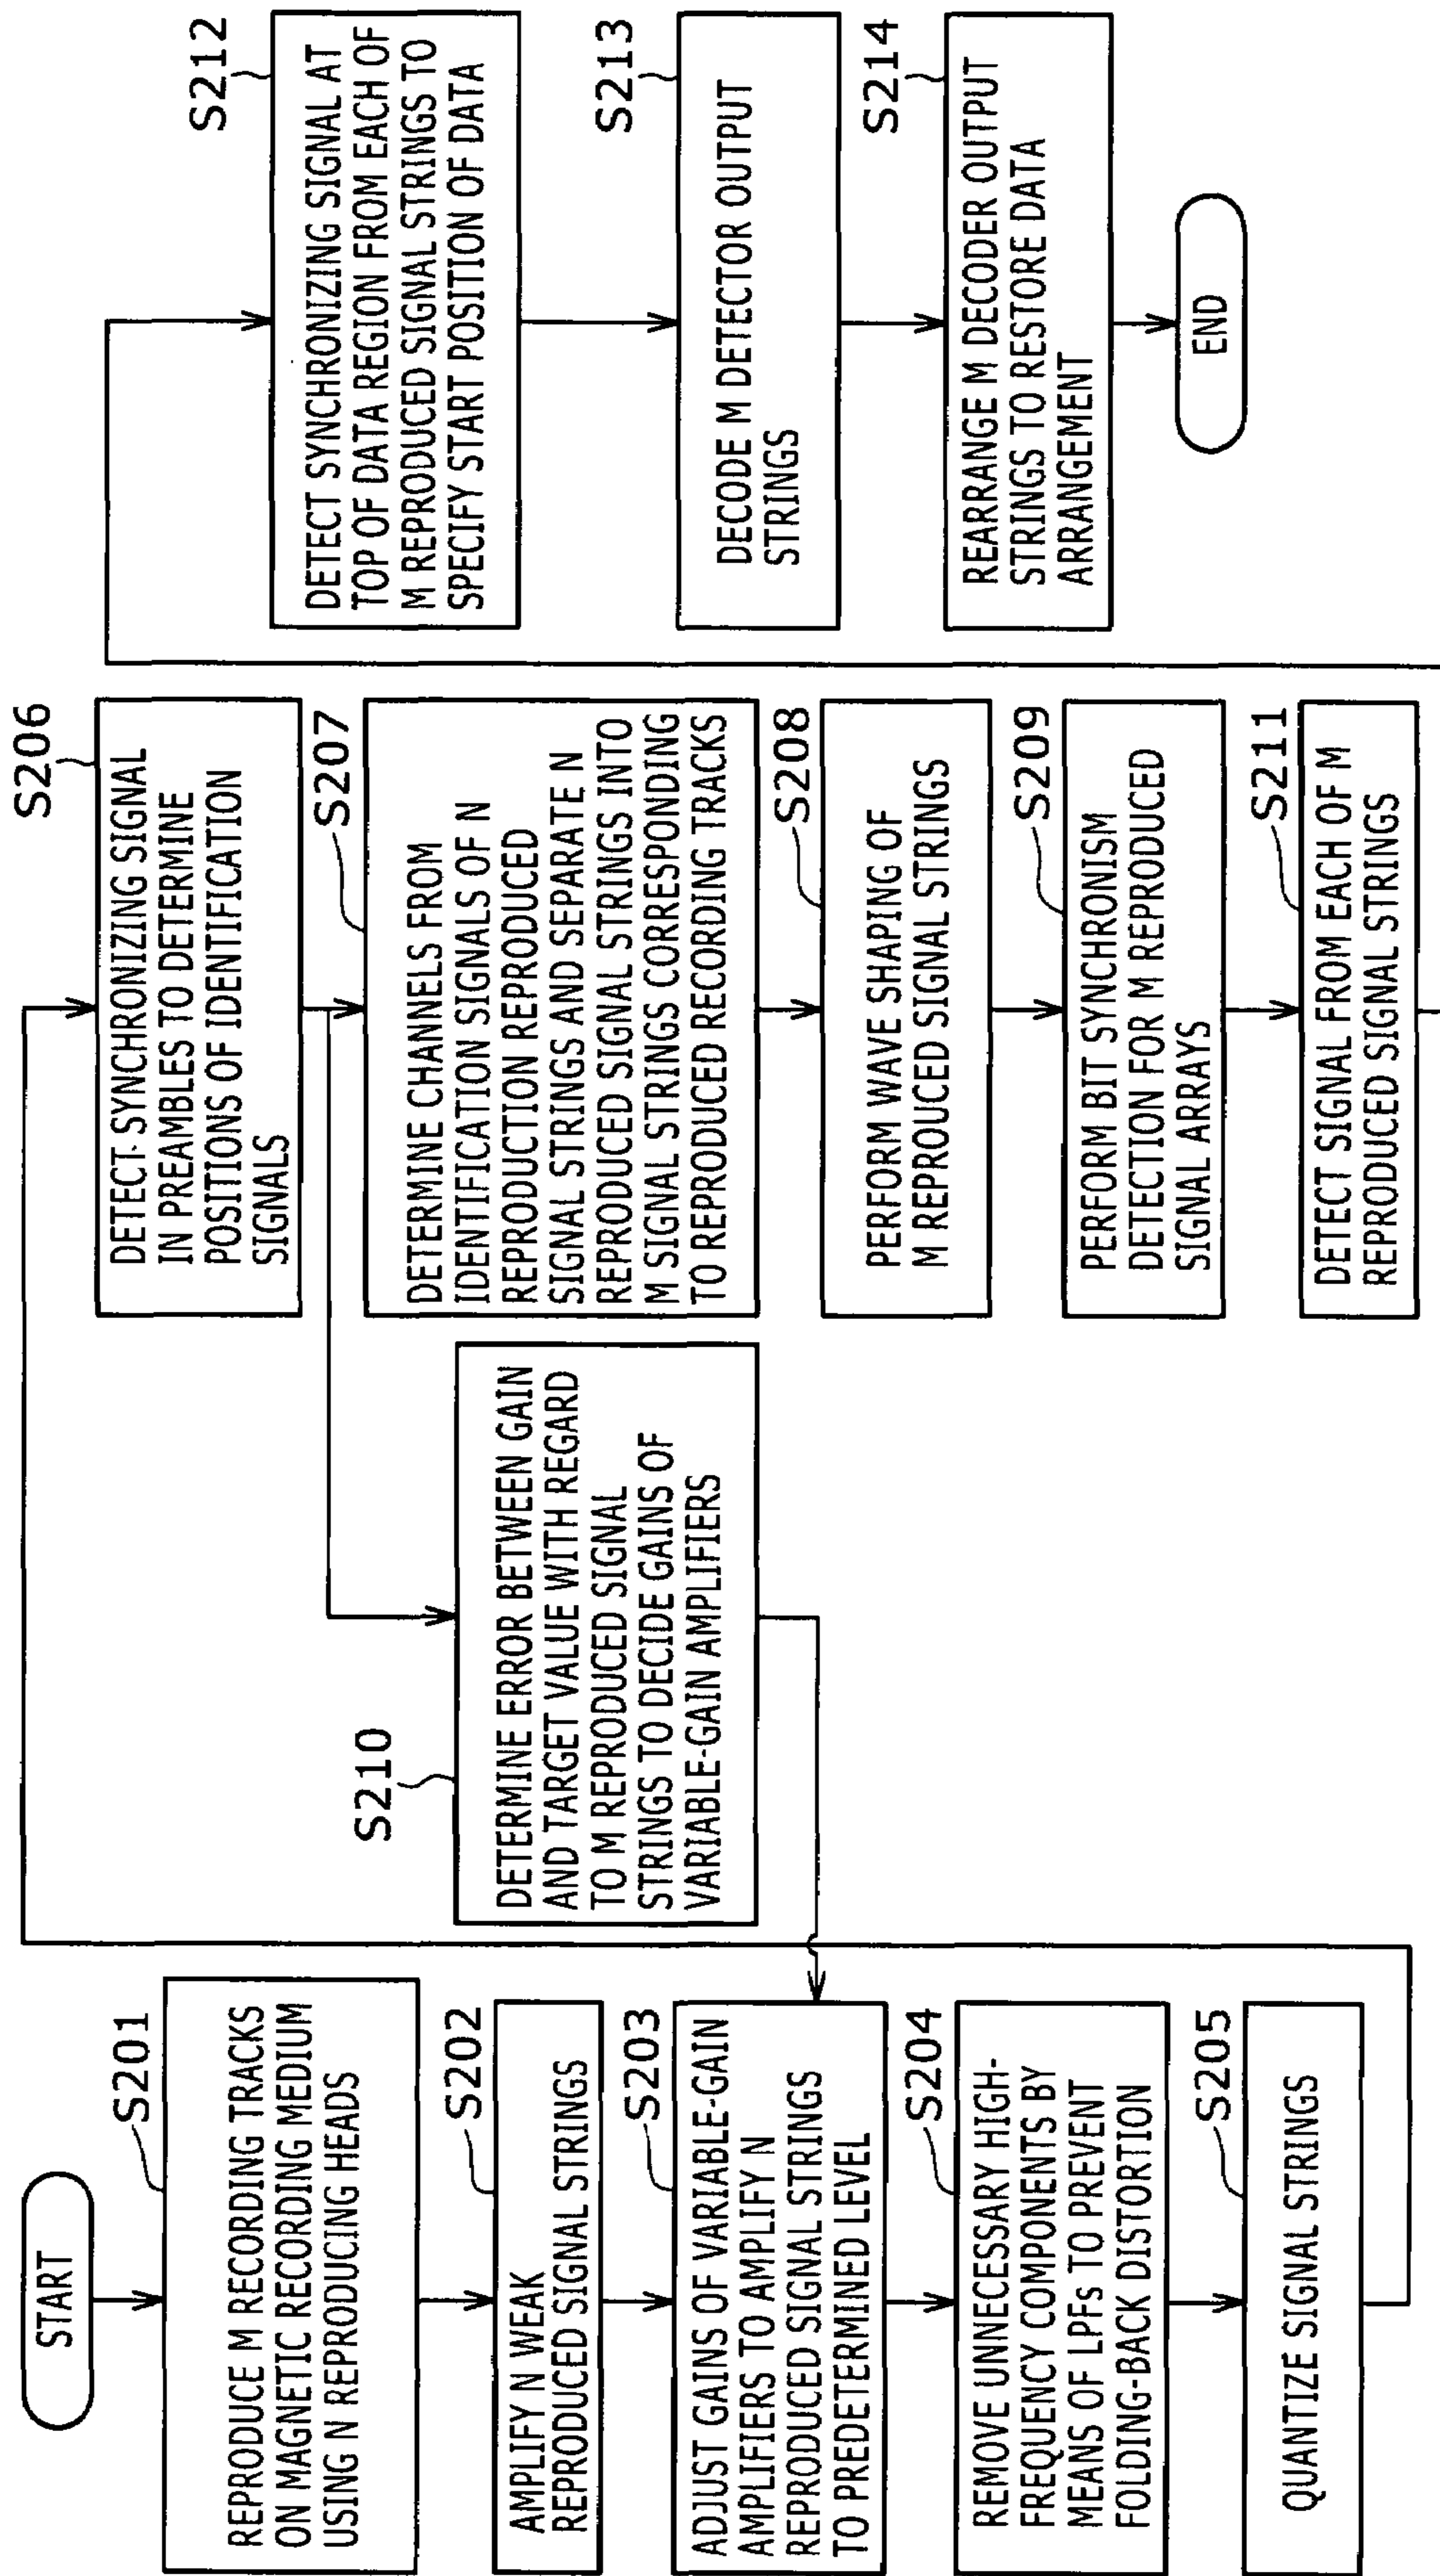 START
S201
REPRODUCE M RECORDING TRACKS
ON MAGNETIC RECORDING MEDIUM
USING N REPRODUCING HEADS
S202
AMPLIFY N WEAK
REPRODUCED SIGNAL STRINGS
S203
ADJUST GAINS OF VARIABLE-GAIN
AMPLIFIERS TO AMPLIFY N
REPRODUCED SIGNAL STRINGS
TO PREDETERMINED LEVEL
S204
REMOVE UNNECESSARY HIGH-
FREQUENCY COMPONENTS BY
MEANS OF LPFs TO PREVENT
FOLDING-BACK DISTORTION
S205
QUANTIZE SIGNAL STRINGS
S210
DETERMINE ERROR BETWEEN GAIN
AND TARGET VALUE WITH REGARD
TO M REPRODUCED SIGNAL
STRINGS TO DECIDE GAINS OF
VARIABLE-GAIN AMPLIFIERS
S206
DETECT SYNCHRONIZING SIGNAL
IN PREAMBLES TO DETERMINE
POSITIONS OF IDENTIFICATION
SIGNALS
S207
DETERMINE CHANNELS FROM
IDENTIFICATION SIGNALS OF N
REPRODUCTION REPRODUCED
SIGNAL STRINGS AND SEPARATE N
REPRODUCED SIGNAL STRINGS INTO
M SIGNAL STRINGS CORRESPONDING
TO REPRODUCED RECORDING TRACKS
S208
PERFORM WAVE SHAPING OF
M REPROUCED SIGNAL STRINGS
S209
PERFORM BIT SYNCHRONISM
DETECTION FOR M REPRODUCED
SIGNAL ARRAYS
S211
DETECT SIGNAL FROM EACH OF M
REPRODUCED SIGNAL STRINGS
S212
DETECT SYNCHRONIZING SIGNAL AT
TOP OF DATA REGION FROM EACH OF
M REPRODUCED SIGNAL STRINGS TO
SPECIFY START POSITION OF DATA
S213
DECODE M DETECTOR OUTPUT
STRINGS
S214
REARRANGE M DECODER OUTPUT
STRINGS TO RESTORE DATA
ARRANGEMENT
END